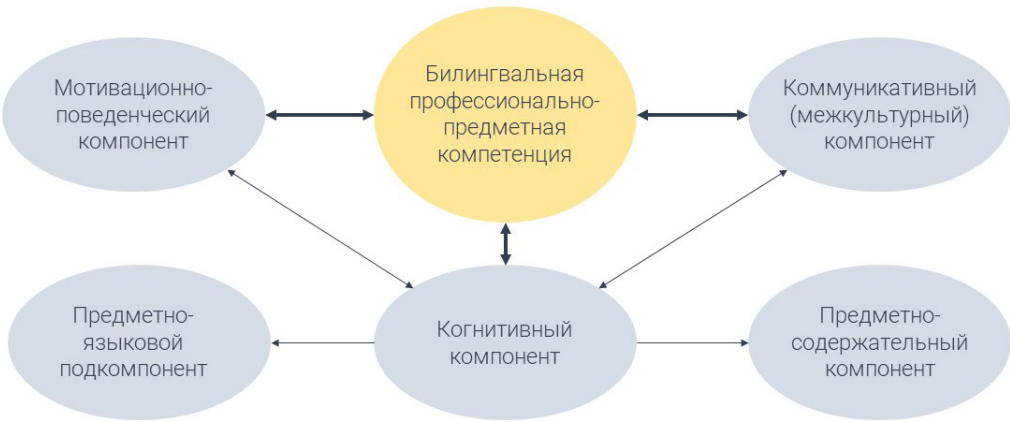 Мотивационно-
поведенческий
компонент
Билингвальная
профессионально-
предметная
компетенция
Коммуникативный
(межкультурный)
компонент
Предметно-
языковой
подкомпонент
Когнитивный
компонент
Предметно-
содержательный
компонент